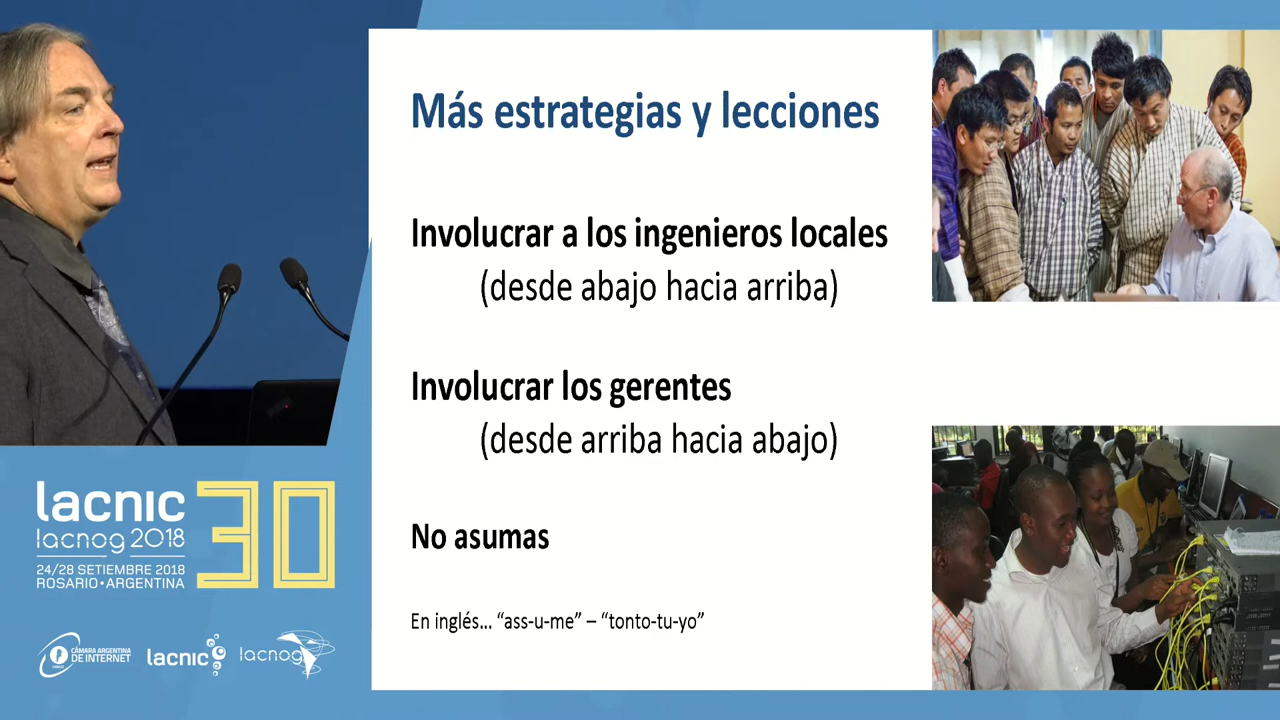 Más estrategias y lecciones
Involucrar a los ingenieros locales
(desde abajo hacia arriba)
Involucrar los gerentes
(desde arriba hacia abajo)
No asumas
En inglés... “ass-u-me” – “tonto-tu-yo”
lacnic 30
lacnog 2018
24/28 SETIEMBRE 2018
ROSARIO • ARGENTINA
CÁMARA ARGENTINA
DE INTERNET
lacnic
lacnog